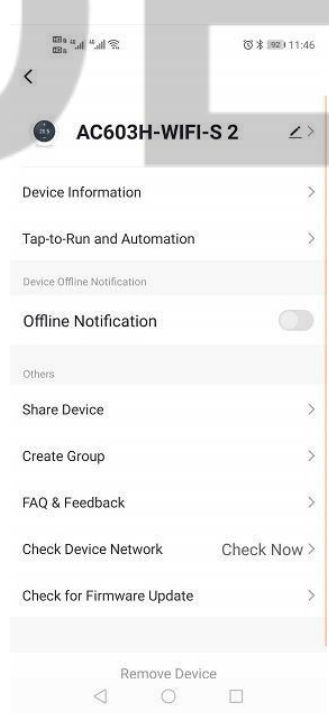 11:46
AC603H-WIFI-S 2
Device Information
Tap-to-Run and Automation
Device Offline Notification
Offline Notification
Others
Share Device
Create Group
FAQ & Feedback
Check Device Network Check Now
Check for Firmware Update
Remove Device